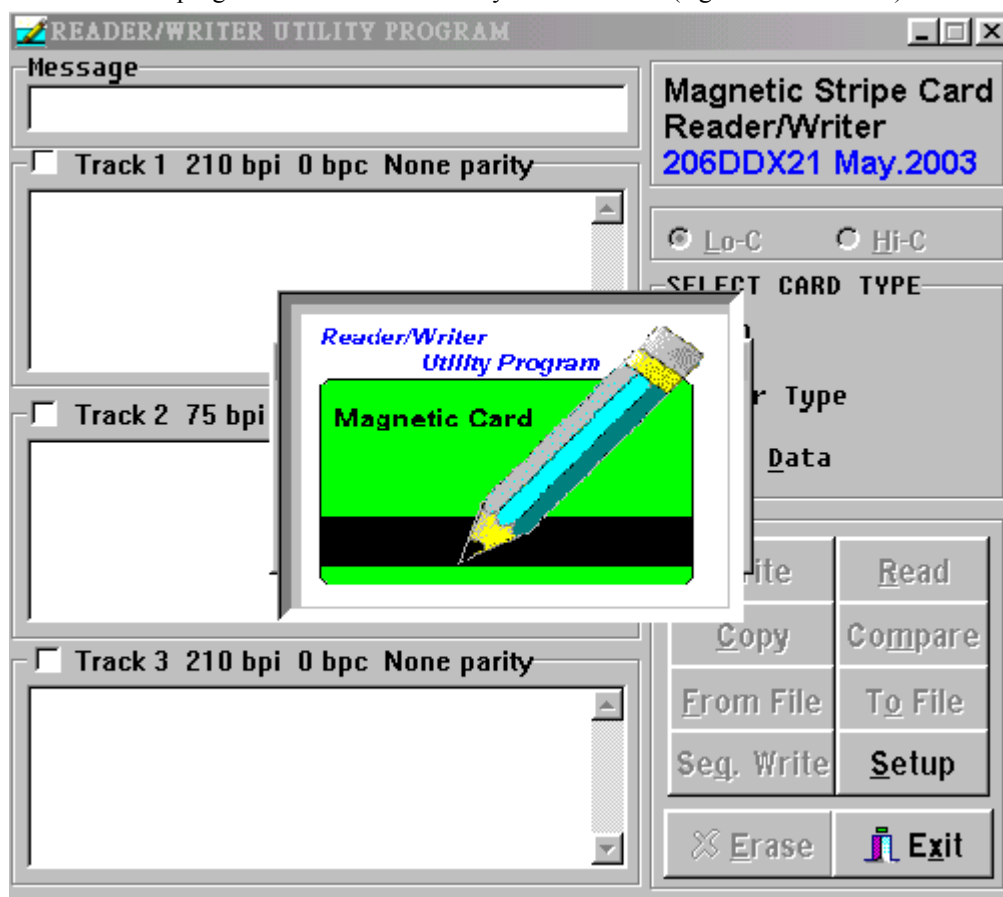 READER/WRITER UTILITY PROGRAM
Message
Magnetic Stripe Card
Reader/Writer
206DDX21 May.2003
Track 1 210 bpi 0 bpc None parity
Lo-C Hi-C
SELECT CARD TYPE
Reader/Writer
Utility Program
Magnetic Card
Type
Data
Track 2 75 bpi
Read
Copy Compare
From File To File
Seq. Write Setup
Erase Exit
Track 3 210 bpi 0 bpc None parity